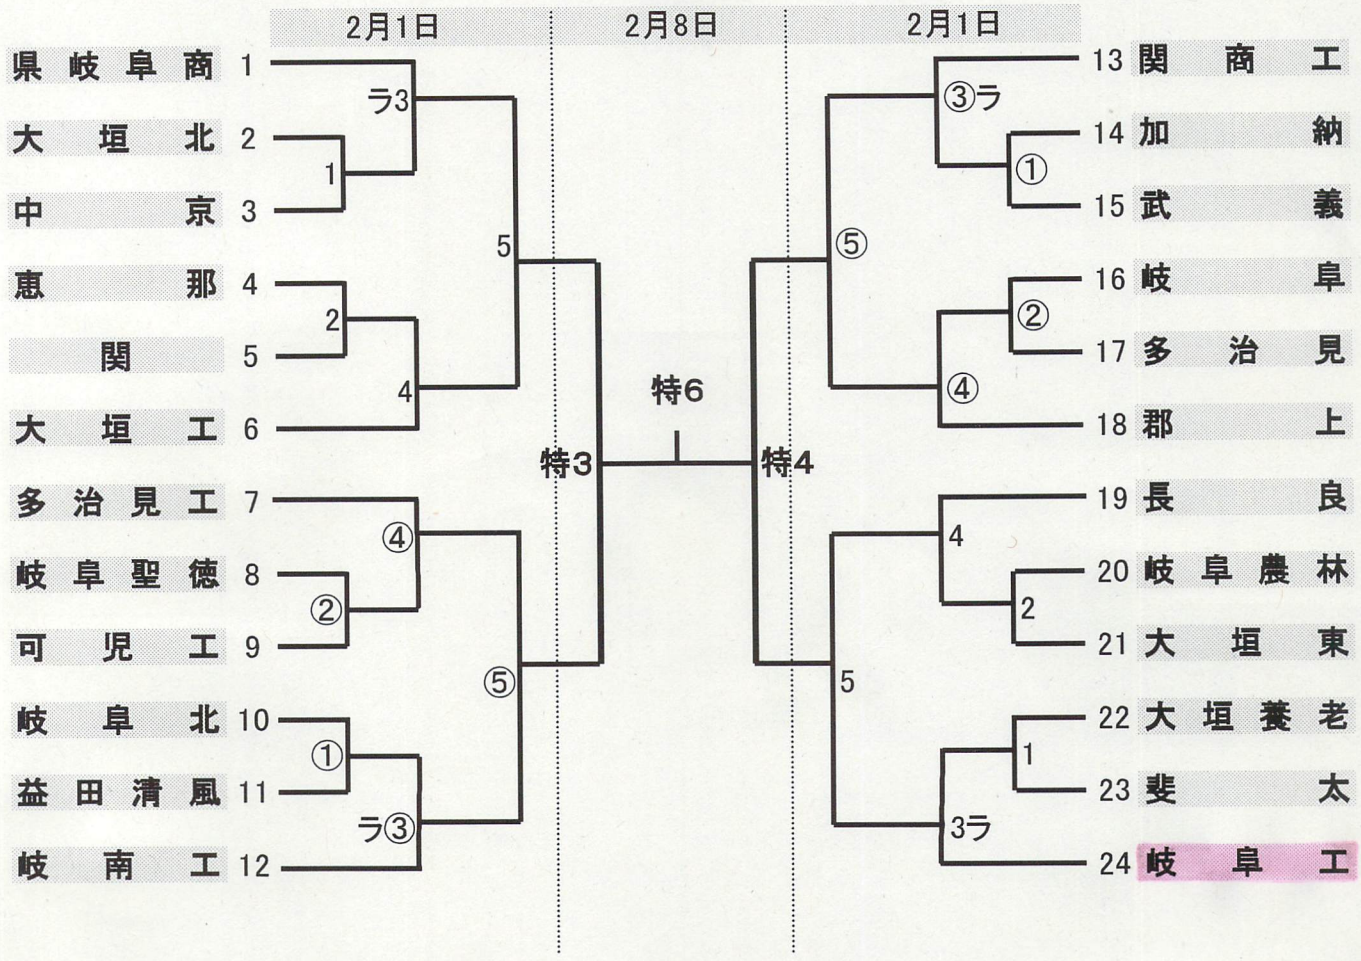 2月1日 2月8日 2月1日
県岐阜商 1
大垣北 2
中京 3
恵那 4
関 5
大垣工 6
多治見工 7
岐阜聖徳 8
可児工 9
岐阜北 10
益田清風 11
岐南工 12
ラ3
1
5
2
4
④
②
⑤
①
ラ③
特3
特6
特4
③ラ
①
⑤
②
④
4
2
5
1
3ラ
13 関商工
14 加納
15 武義
16 岐阜
17 多治見
18 郡上
19 長良
20 岐阜農林
21 大垣東
22 大垣養老
23 斐太
24 岐阜工